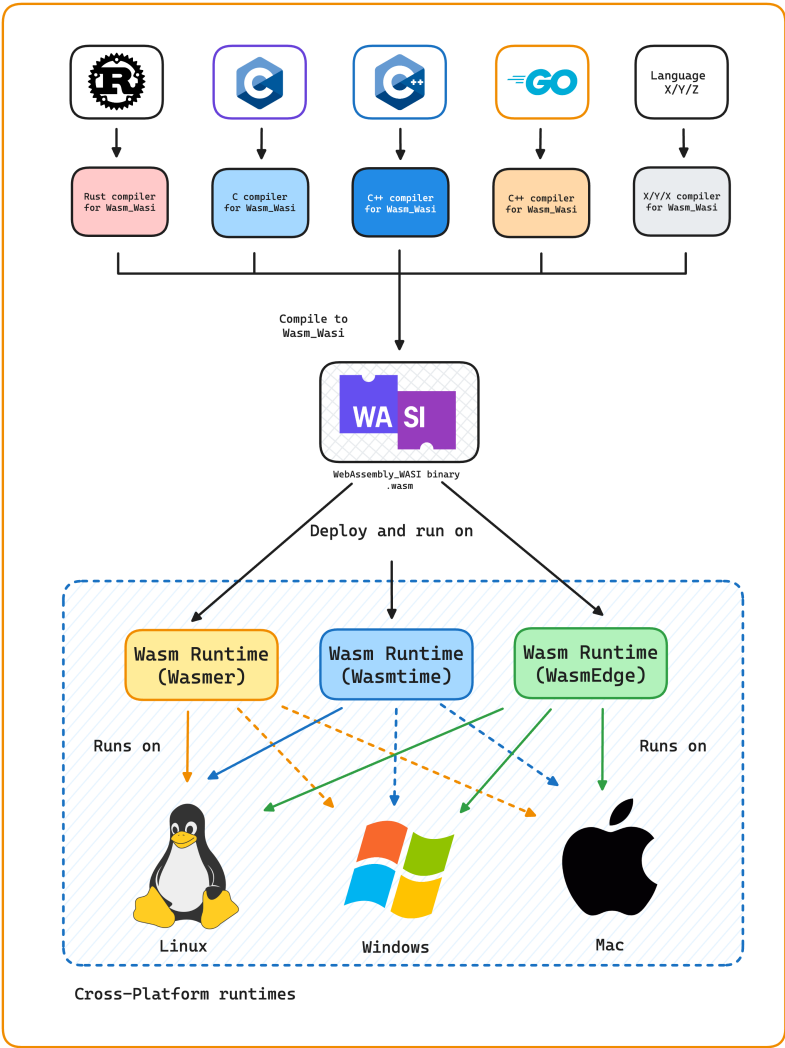 R
C
C++
GO
Language
X/Y/Z
Rust compiler
for Wasm_Wasi
C compiler
for Wasm_Wasi
C++ compiler
for Wasm_Wasi
C++ compiler
for Wasm_Wasi
X/Y/X compiler
for Wasm_Wasi
Compile to
Wasm_Wasi
WA SI
WebAssembly_WASI binary
.wasm
Deploy and run on
Wasm Runtime
(Wasmer)
Wasm Runtime
(Wasmtime)
Wasm Runtime
(WasmEdge)
Runs on
Runs on
Linux
Windows
Mac
Cross-Platform runtimes